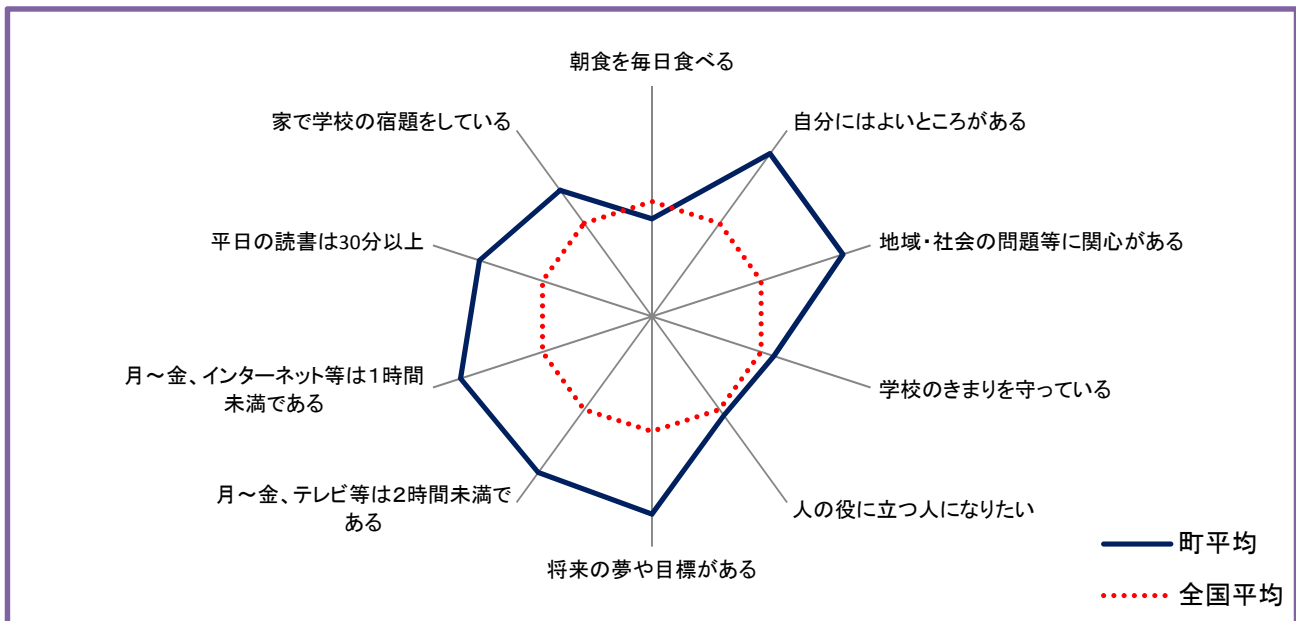 朝食を毎日食べる
自分にはよいところがある
地域・社会の問題等に関心がある
学校のきまりを守っている
人の役に立つ人になりたい
将来の夢や目標がある
月～金、テレビ等は２時間未満で
ある
月～金、インターネット等は１時間
未満である
平日の読書は30分以上
家で学校の宿題をしている
町平均
全国平均